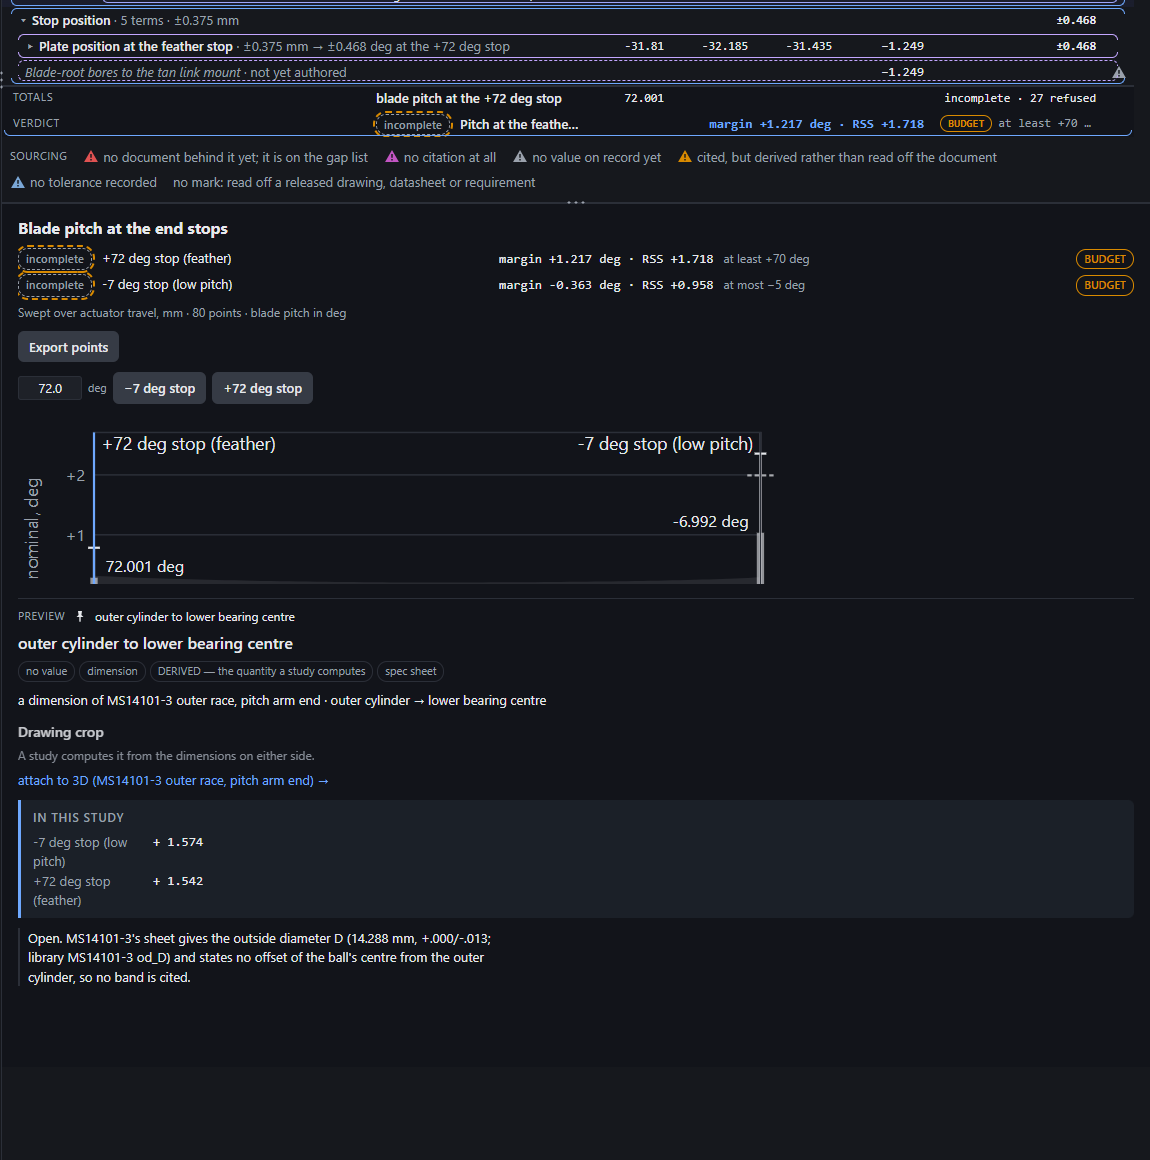 Stop position · 5 terms · ±0.375 mm ±0.468
Plate position at the feather stop · ±0.375 mm → ±0.468 deg at the +72 deg stop -31.81 -32.185 -31.435 −1.249 ±0.468
Blade-root bores to the tan link mount · not yet authored −1.249
TOTALS blade pitch at the +72 deg stop 72.001 incomplete · 27 refused
VERDICT incomplete Pitch at the feathe... margin +1.217 deg · RSS +1.718 BUDGET at least +70 …
SOURCING no document behind it yet; it is on the gap list no citation at all no value on record yet cited, but derived rather than read off the document
no tolerance recorded no mark: read off a released drawing, datasheet or requirement
Blade pitch at the end stops
incomplete +72 deg stop (feather) margin +1.217 deg · RSS +1.718 at least +70 deg BUDGET
incomplete -7 deg stop (low pitch) margin -0.363 deg · RSS +0.958 at most −5 deg BUDGET
Swept over actuator travel, mm · 80 points · blade pitch in deg
Export points
72.0 deg −7 deg stop +72 deg stop
+72 deg stop (feather) -7 deg stop (low pitch)
+2
-6.992 deg
+1
72.001 deg
nominal, deg
PREVIEW outer cylinder to lower bearing centre
outer cylinder to lower bearing centre
no value dimension DERIVED — the quantity a study computes spec sheet
a dimension of MS14101-3 outer race, pitch arm end · outer cylinder → lower bearing centre
Drawing crop
A study computes it from the dimensions on either side.
attach to 3D (MS14101-3 outer race, pitch arm end) →
IN THIS STUDY
-7 deg stop (low pitch) + 1.574
+72 deg stop (feather) + 1.542
Open. MS14101-3's sheet gives the outside diameter D (14.288 mm, +.000/-.013;
library MS14101-3 od_D) and states no offset of the ball's centre from the outer
cylinder, so no band is cited.